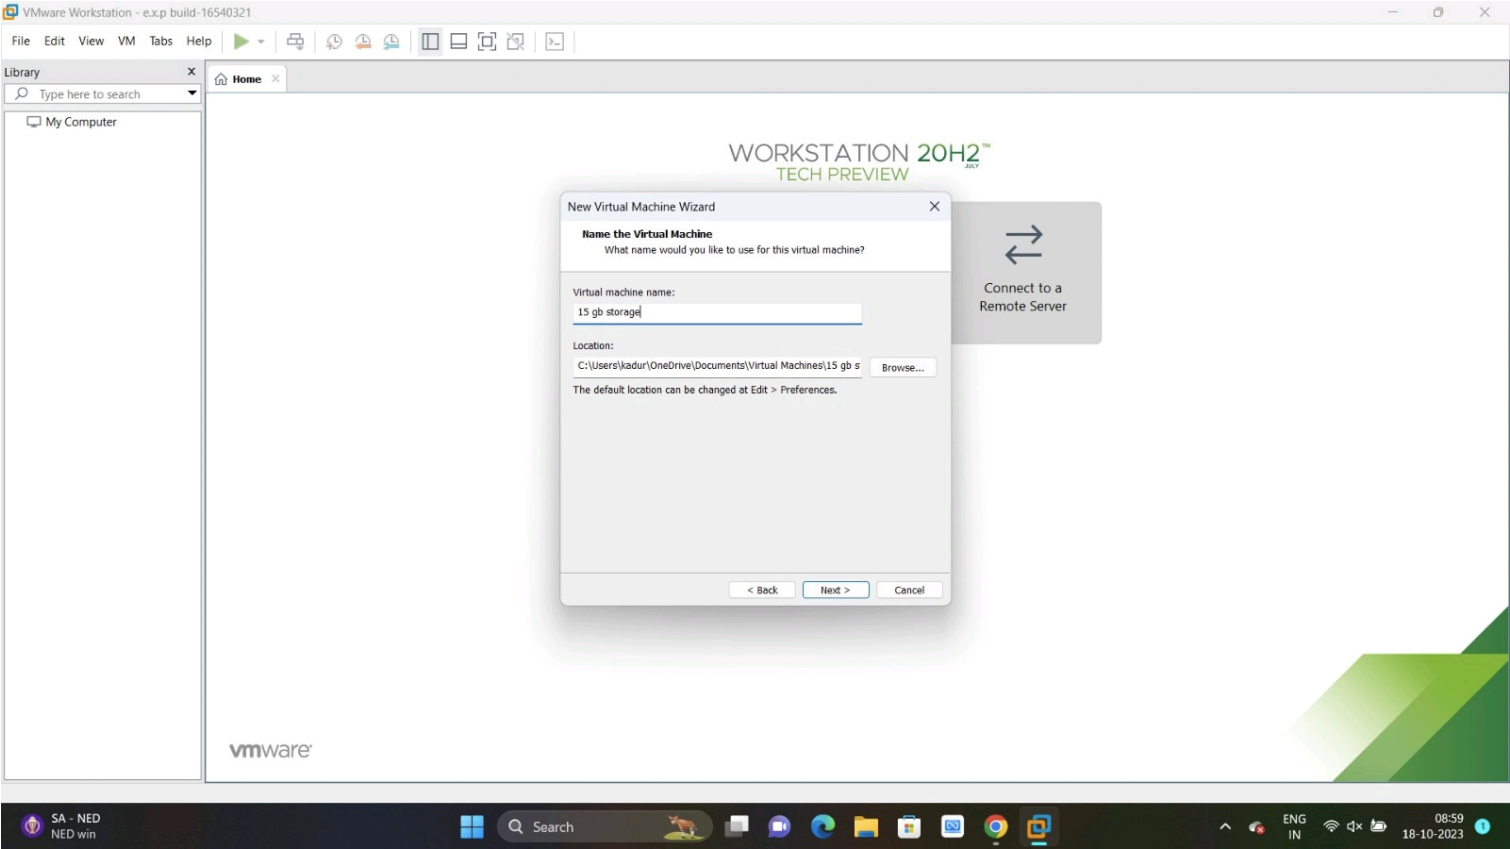 VMware Workstation - e.x.p build-16540321
File Edit View VM Tabs Help
Library
Type here to search
My Computer
Home
WORKSTATION 20H2™
JULY
TECH PREVIEW
New Virtual Machine Wizard
Name the Virtual Machine
What name would you like to use for this virtual machine?
Virtual machine name:
15 gb storage
Location:
C:\Users\kadur\OneDrive\Documents\Virtual Machines\15 gb s
Browse...
The default location can be changed at Edit > Preferences.
< Back Next > Cancel
Connect to a
Remote Server
vmware
SA - NED
NED win
Search
ENG
IN
08:59
18-10-2023
1